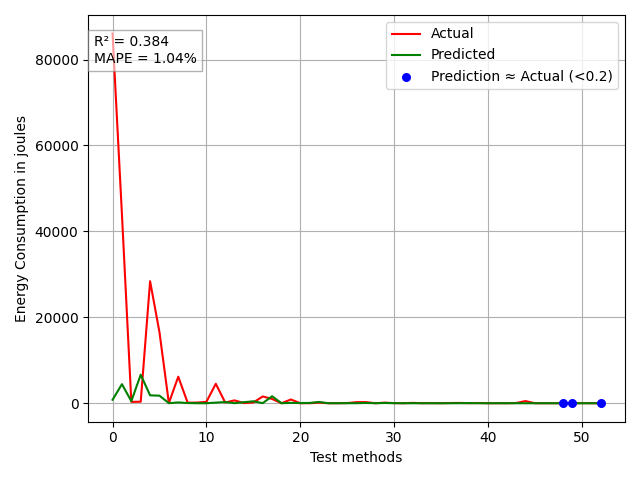 R² = 0.384
MAPE = 1.04%
Actual
Predicted
Prediction ≈ Actual (<0.2)
Energy Consumption in joules
80000
60000
40000
20000
0
0 10 20 30 40 50
Test methods